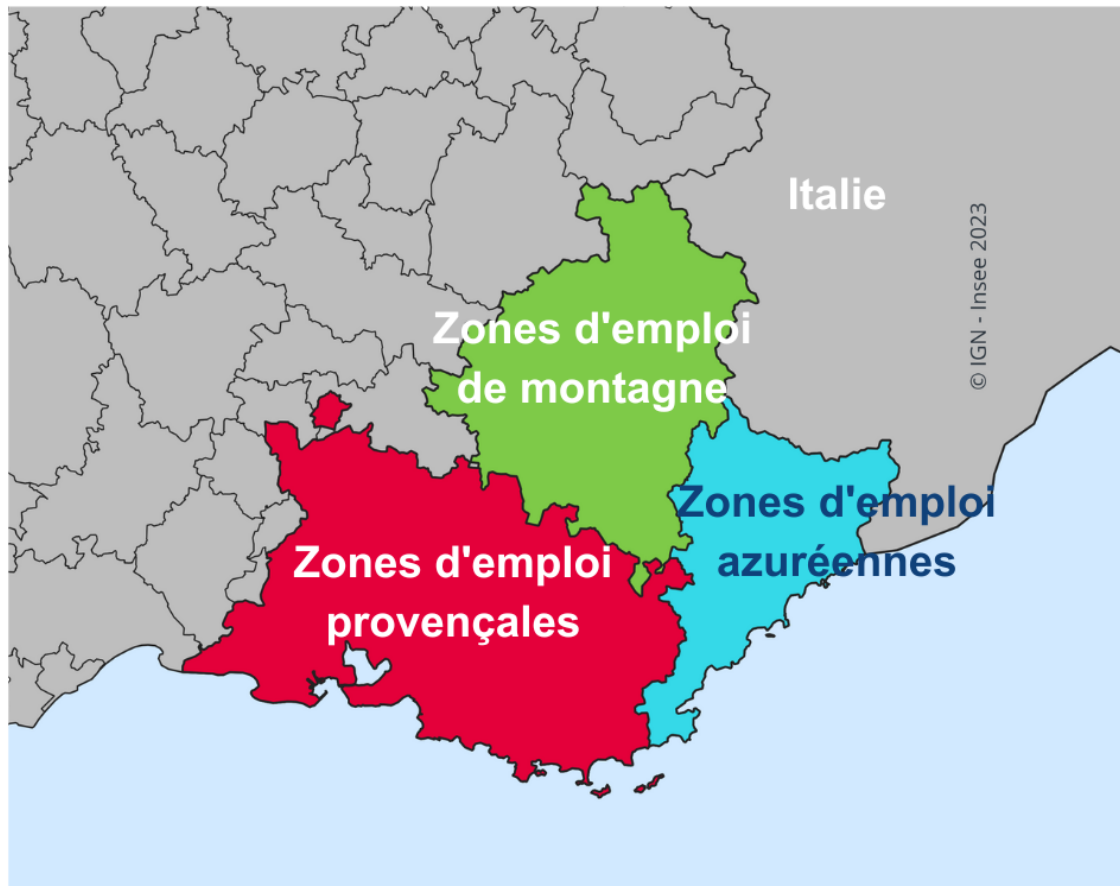 Italie
© IGN - Insee 2023
Zones d'emploi
de montagne
Zones d'emploi
azuréennes
Zones d'emploi
provençales